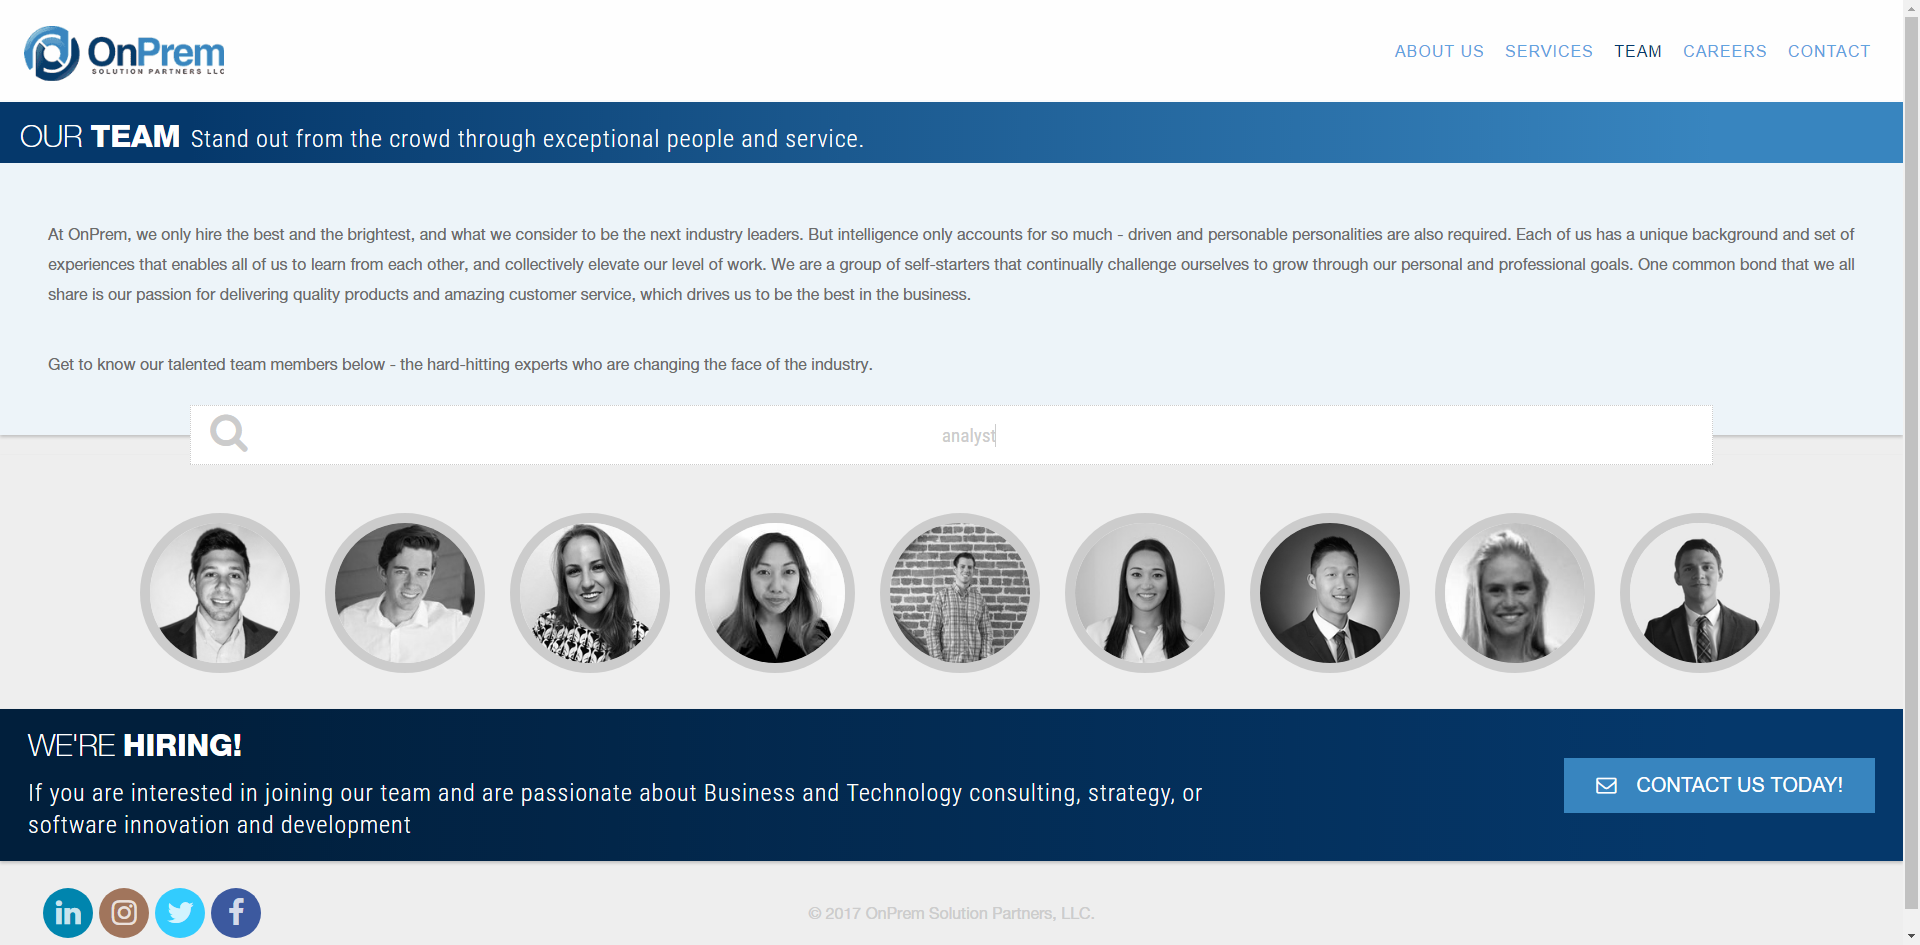 OnPrem
SOLUTION PARTNERS LLC
ABOUT US SERVICES TEAM CAREERS CONTACT
OUR TEAM Stand out from the crowd through exceptional people and service.
At OnPrem, we only hire the best and the brightest, and what we consider to be the next industry leaders. But intelligence only accounts for so much - driven and personable personalities are also required. Each of us has a unique background and set of
experiences that enables all of us to learn from each other, and collectively elevate our level of work. We are a group of self-starters that continually challenge ourselves to grow through our personal and professional goals. One common bond that we all
share is our passion for delivering quality products and amazing customer service, which drives us to be the best in the business.
Get to know our talented team members below - the hard-hitting experts who are changing the face of the industry.
analyst
WE'RE HIRING!
If you are interested in joining our team and are passionate about Business and Technology consulting, strategy, or
software innovation and development
CONTACT US TODAY!
in
f
© 2017 OnPrem Solution Partners, LLC.